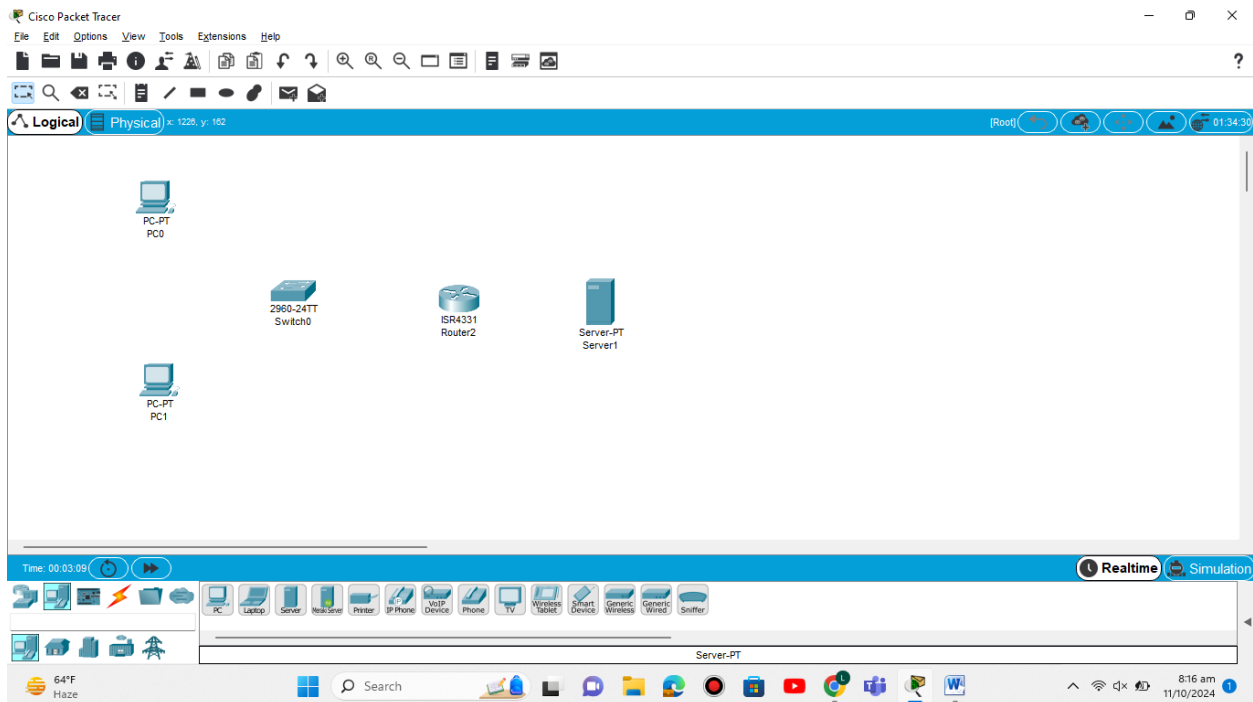 Cisco Packet Tracer
File Edit Options View Tools Extensions Help
?
Logical Physical x: 1226, y: 162 [Root] 01:34:30
PC-PT
PC0
2960-24TT
Switch0
ISR4331
Router2
Server-PT
Server1
PC-PT
PC1
Time: 00:03:09 Realtime Simulation
PC Laptop Server Printer IP Phone VoIP Device Phone TV Wireless Tablet Smart Device Generic Wireless Generic Wired Sniffer
Server-PT
64°F
Haze
Search
8:16 am
11/10/2024
1